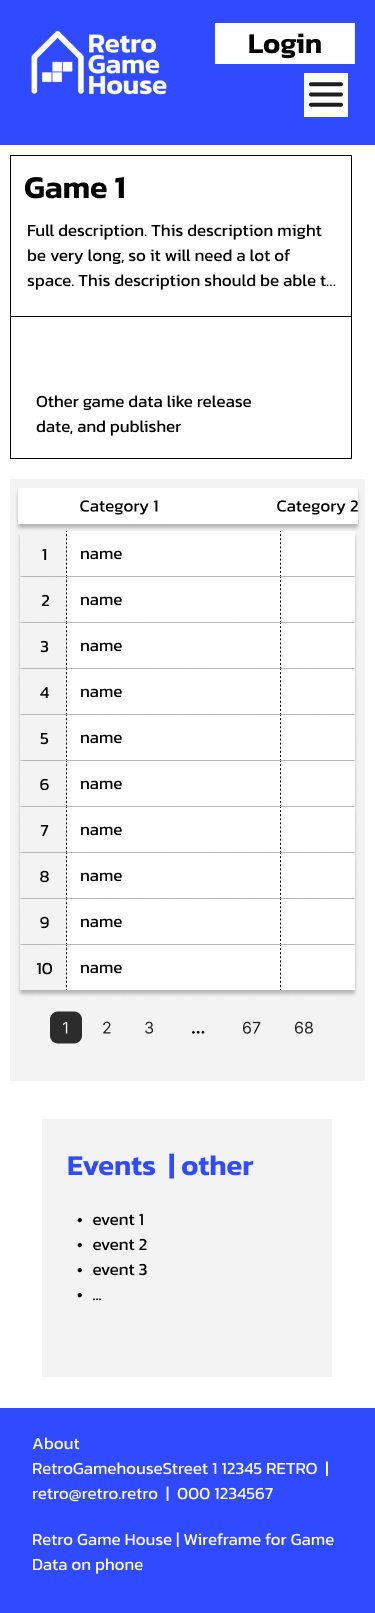 Retro
Game
House
Login
Game 1
Full description. This description might
be very long, so it will need a lot of
space. This description should be able t...
Other game data like release
date, and publisher
Category 1 Category 2
1 name
2 name
3 name
4 name
5 name
6 name
7 name
8 name
9 name
10 name
1 2 3 ... 67 68
Events | other
• event 1
• event 2
• event 3
• ...
About
RetroGamehouseStreet 1 12345 RETRO |
retro@retro.retro | 000 1234567
Retro Game House | Wireframe for Game
Data on phone